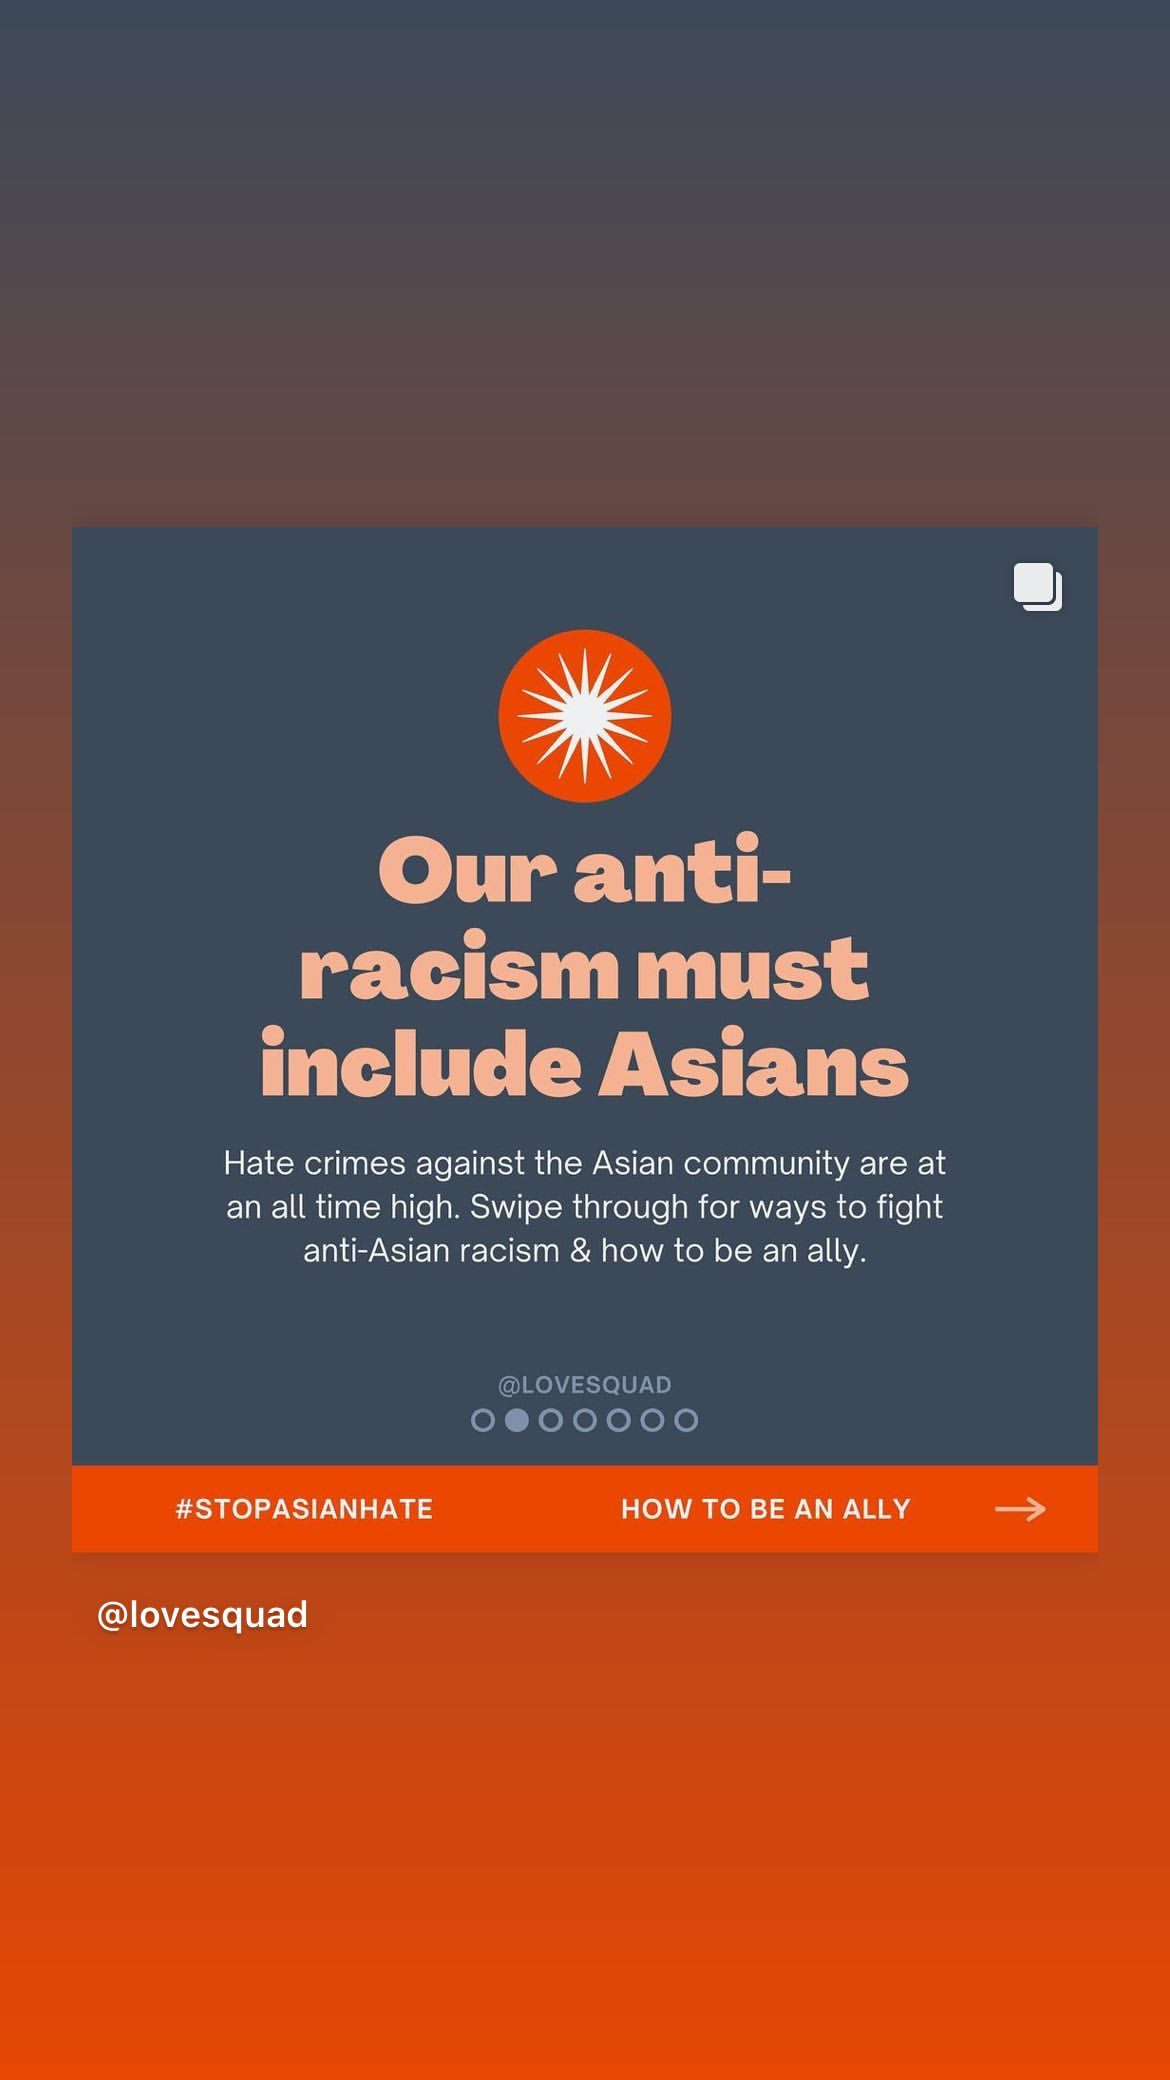 Our anti-
racism must
include Asians
Hate crimes against the Asian community are at
an all time high. Swipe through for ways to fight
anti-Asian racism & how to be an ally.
@LOVESQUAD
#STOPASIANHATE
HOW TO BE AN ALLY
@lovesquad